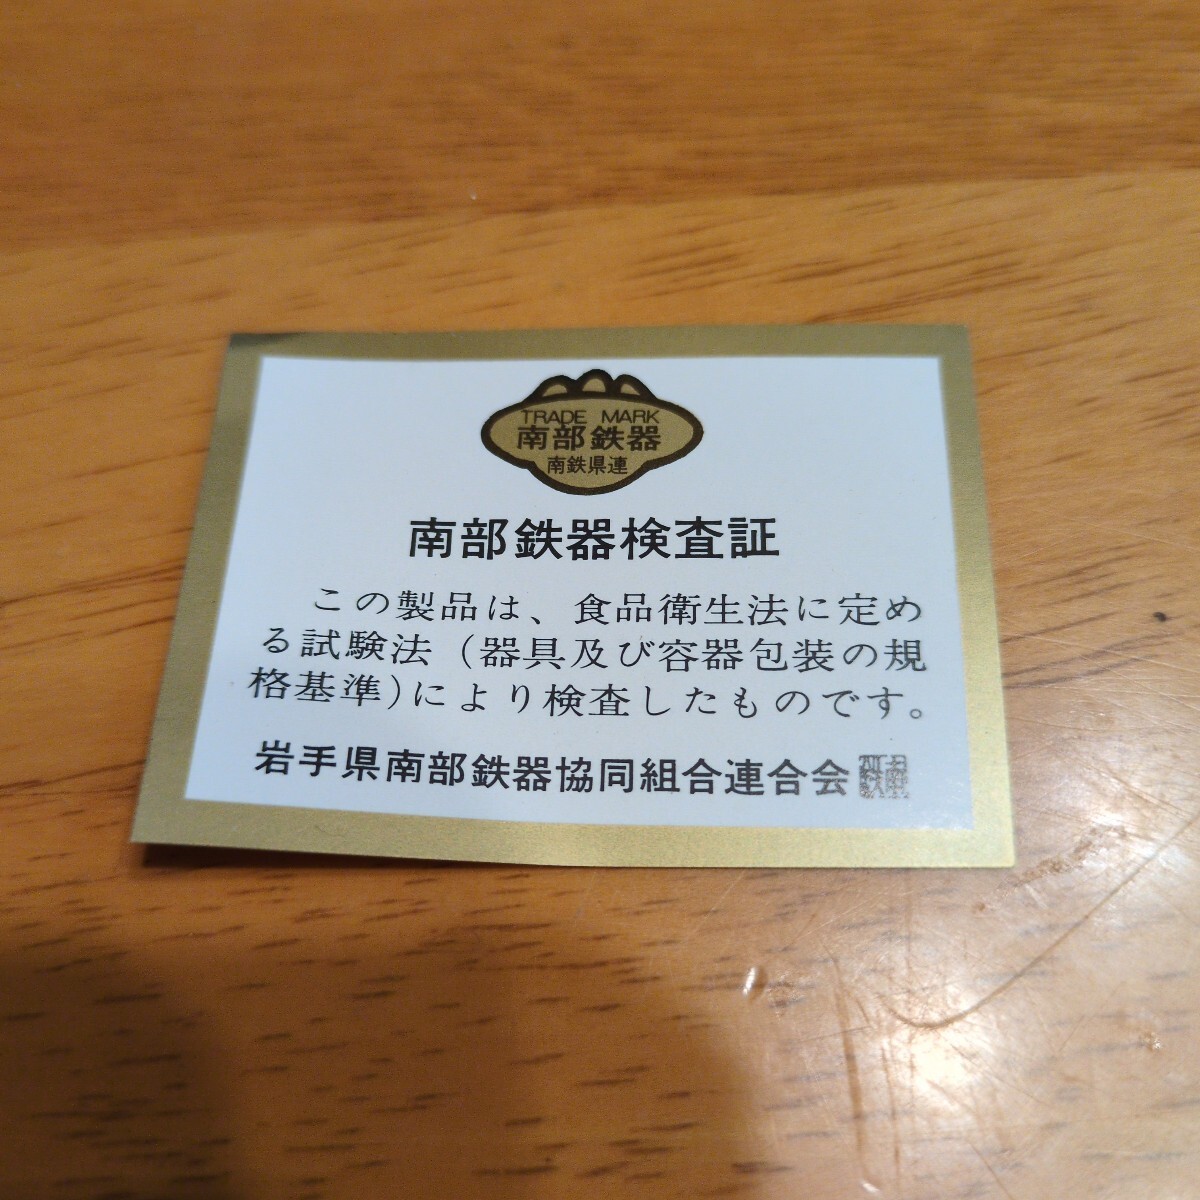 TRADE MARK
南部鉄器
南鉄県連
南部鉄器検査証
この製品は、食品衛生法に定め
る試験法（器具及び容器包装の規
格基準）により検査したものです。
岩手県南部鉄器協同組合連合会